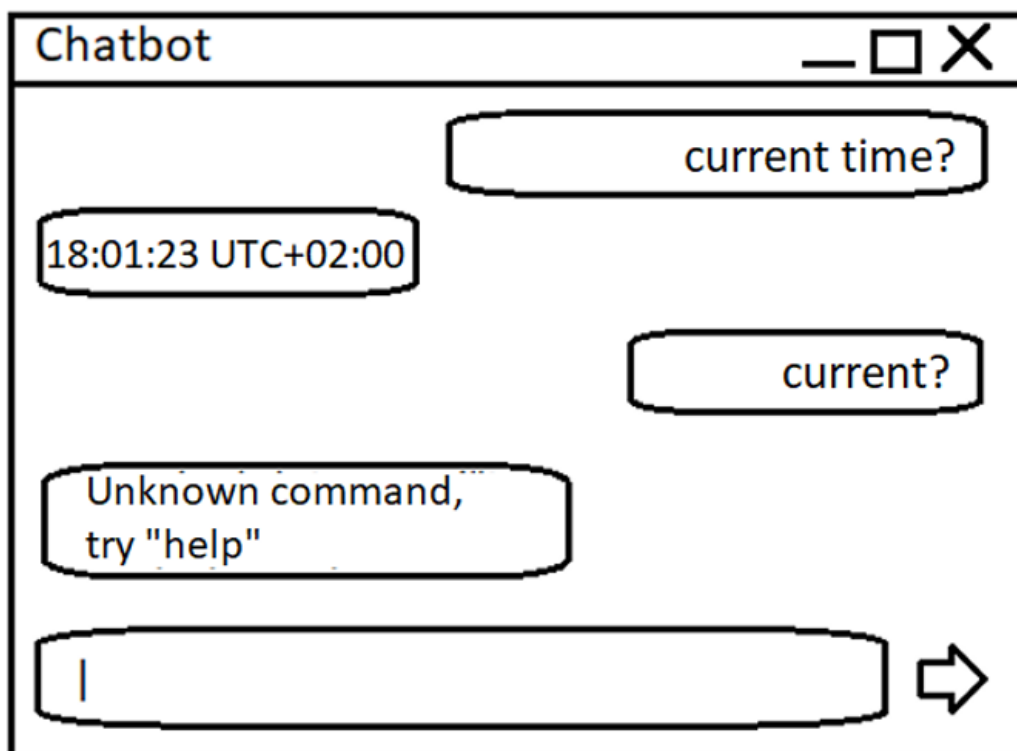 Chatbot
current time?
18:01:23 UTC+02:00
current?
Unknown command,
try "help"